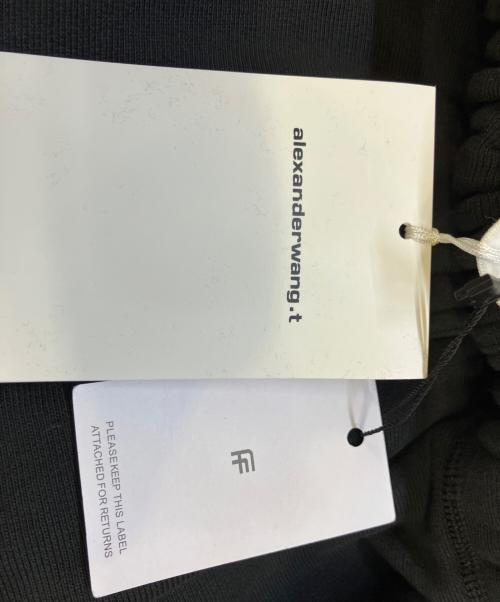 alexanderwang.t
FF
PLEASE KEEP THIS LABEL
ATTACHED FOR RETURNS